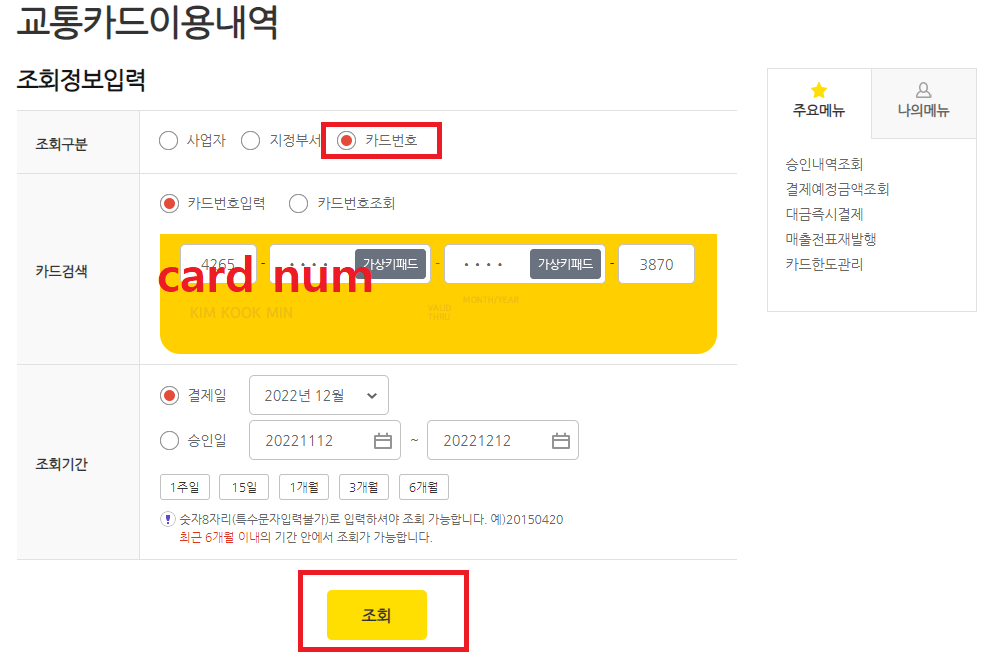 교통카드이용내역
조회정보입력
조회구분
사업자 지정부서 카드번호
카드검색
카드번호입력 카드번호조회
4265 - •••• 가상키패드 - •••• 가상키패드 - 3870
card num
MONTH/YEAR
KIM KOOK MIN
VALID
THRU
조회기간
결제일 2022년 12월
승인일 20221112 ~ 20221212
1주일 15일 1개월 3개월 6개월
숫자8자리(특수문자입력불가)로 입력하셔야 조회 가능합니다. 예)20150420
최근 6개월 이내의 기간 안에서 조회가 가능합니다.
조회
주요메뉴 나의메뉴
승인내역조회
결제예정금액조회
대금즉시결제
매출전표재발행
카드한도관리